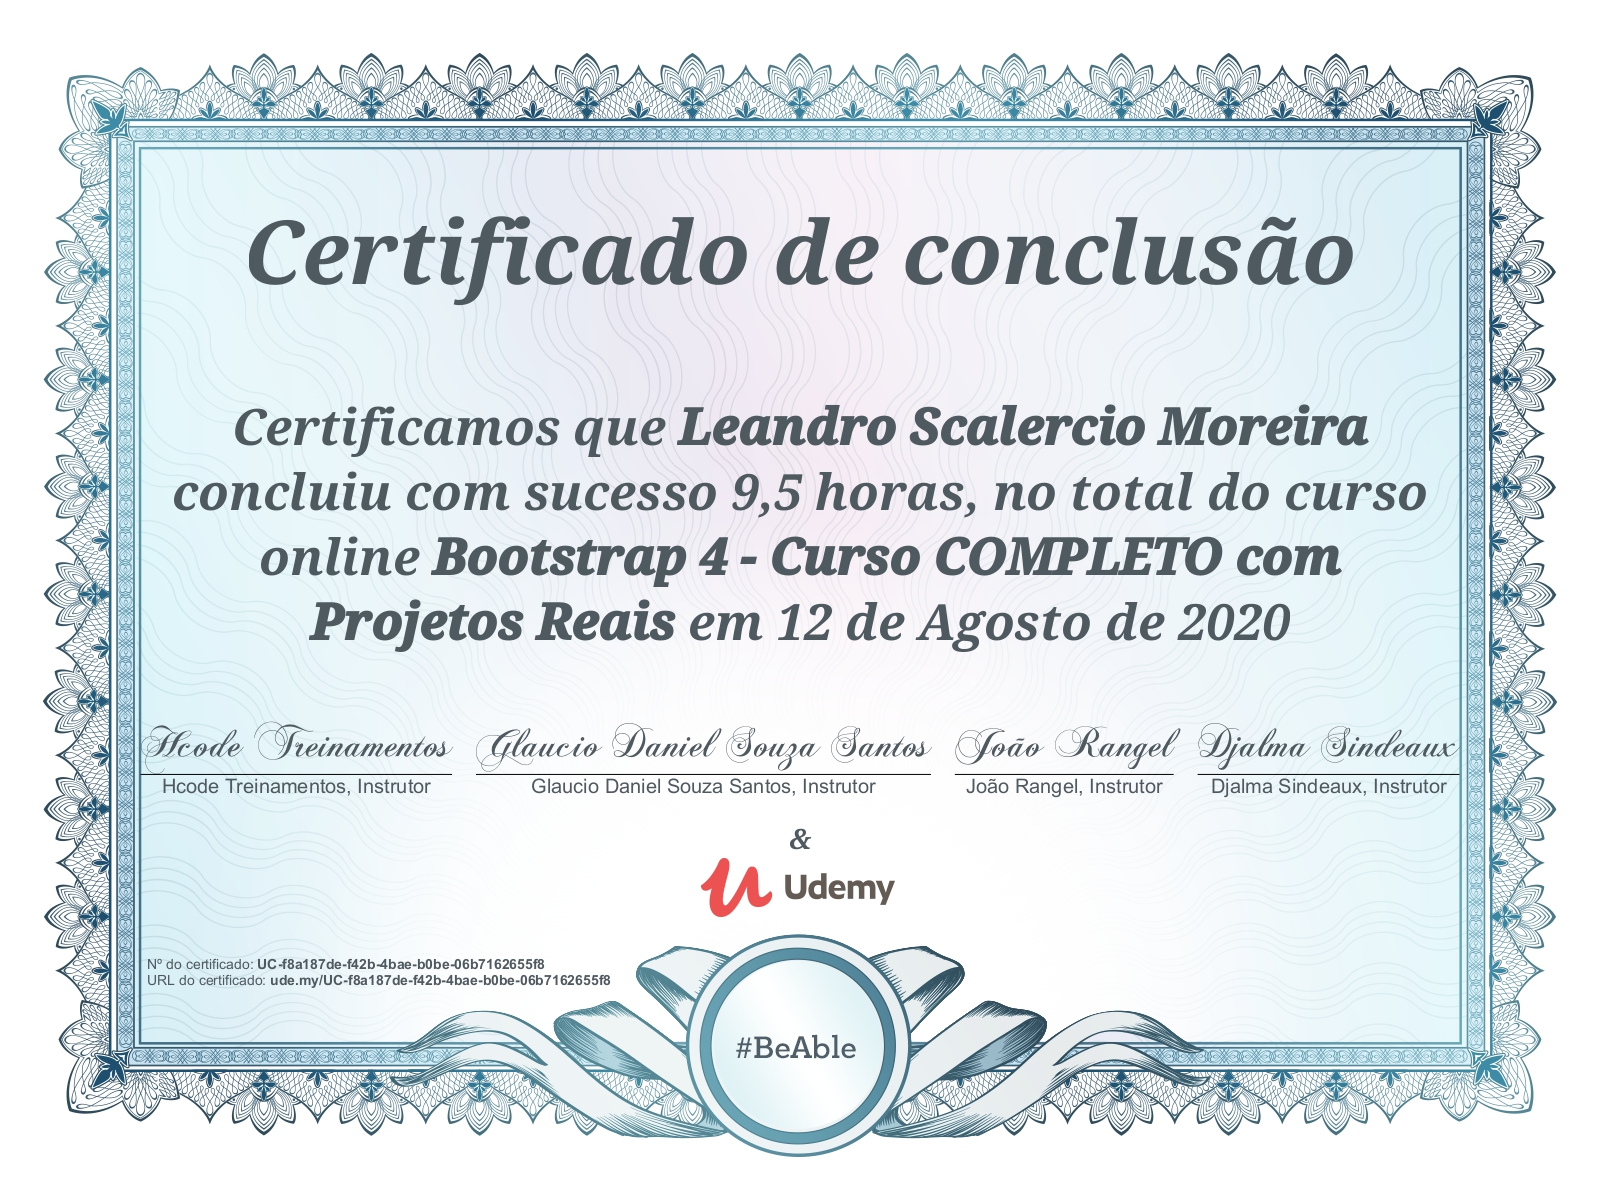 Certificado de conclusão
Certificamos que Leandro Scalercio Moreira
concluiu com sucesso 9,5 horas, no total do curso
online Bootstrap 4 - Curso COMPLETO com
Projetos Reais em 12 de Agosto de 2020
Hcode Treinamentos Glaucio Daniel Souza Santos João Rangel Djalma Sindeaux
Hcode Treinamentos, Instrutor Glaucio Daniel Souza Santos, Instrutor João Rangel, Instrutor Djalma Sindeaux, Instrutor
&
Udemy
Nº do certificado: UC-f8a187de-f42b-4bae-b0be-06b7162655f8
URL do certificado: ude.my/UC-f8a187de-f42b-4bae-b0be-06b7162655f8
#BeAble